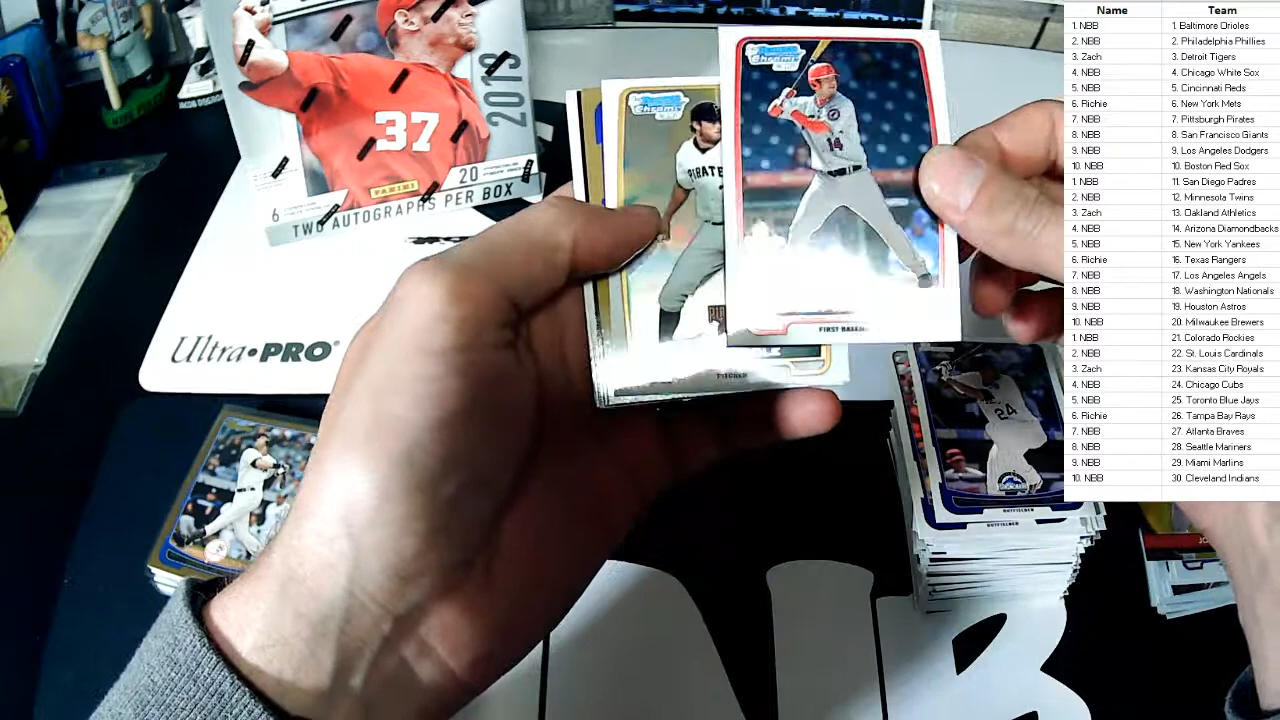 2013
37
PANINI
6
20
TWO AUTOGRAPHS PER BOX
Ultra•PRO
Chrome
PIRATE
PITCHER
Chrome
14
FIRST BASEMAN
24
OUTFIELDER
OUTFIELDER
Name Team
1. NBB 1. Baltimore Orioles
2. NBB 2. Philadelphia Phillies
3. Zach 3. Detroit Tigers
4. NBB 4. Chicago White Sox
5. NBB 5. Cincinnati Reds
6. Richie 6. New York Mets
7. NBB 7. Pittsburgh Pirates
8. NBB 8. San Francisco Giants
9. NBB 9. Los Angeles Dodgers
10. NBB 10. Boston Red Sox
1. NBB 11. San Diego Padres
2. NBB 12. Minnesota Twins
3. Zach 13. Oakland Athletics
4. NBB 14. Arizona Diamondbacks
5. NBB 15. New York Yankees
6. Richie 16. Texas Rangers
7. NBB 17. Los Angeles Angels
8. NBB 18. Washington Nationals
9. NBB 19. Houston Astros
10. NBB 20. Milwaukee Brewers
1. NBB 21. Colorado Rockies
2. NBB 22. St. Louis Cardinals
3. Zach 23. Kansas City Royals
4. NBB 24. Chicago Cubs
5. NBB 25. Toronto Blue Jays
6. Richie 26. Tampa Bay Rays
7. NBB 27. Atlanta Braves
8. NBB 28. Seattle Mariners
9. NBB 29. Miami Marlins
10. NBB 30. Cleveland Indians